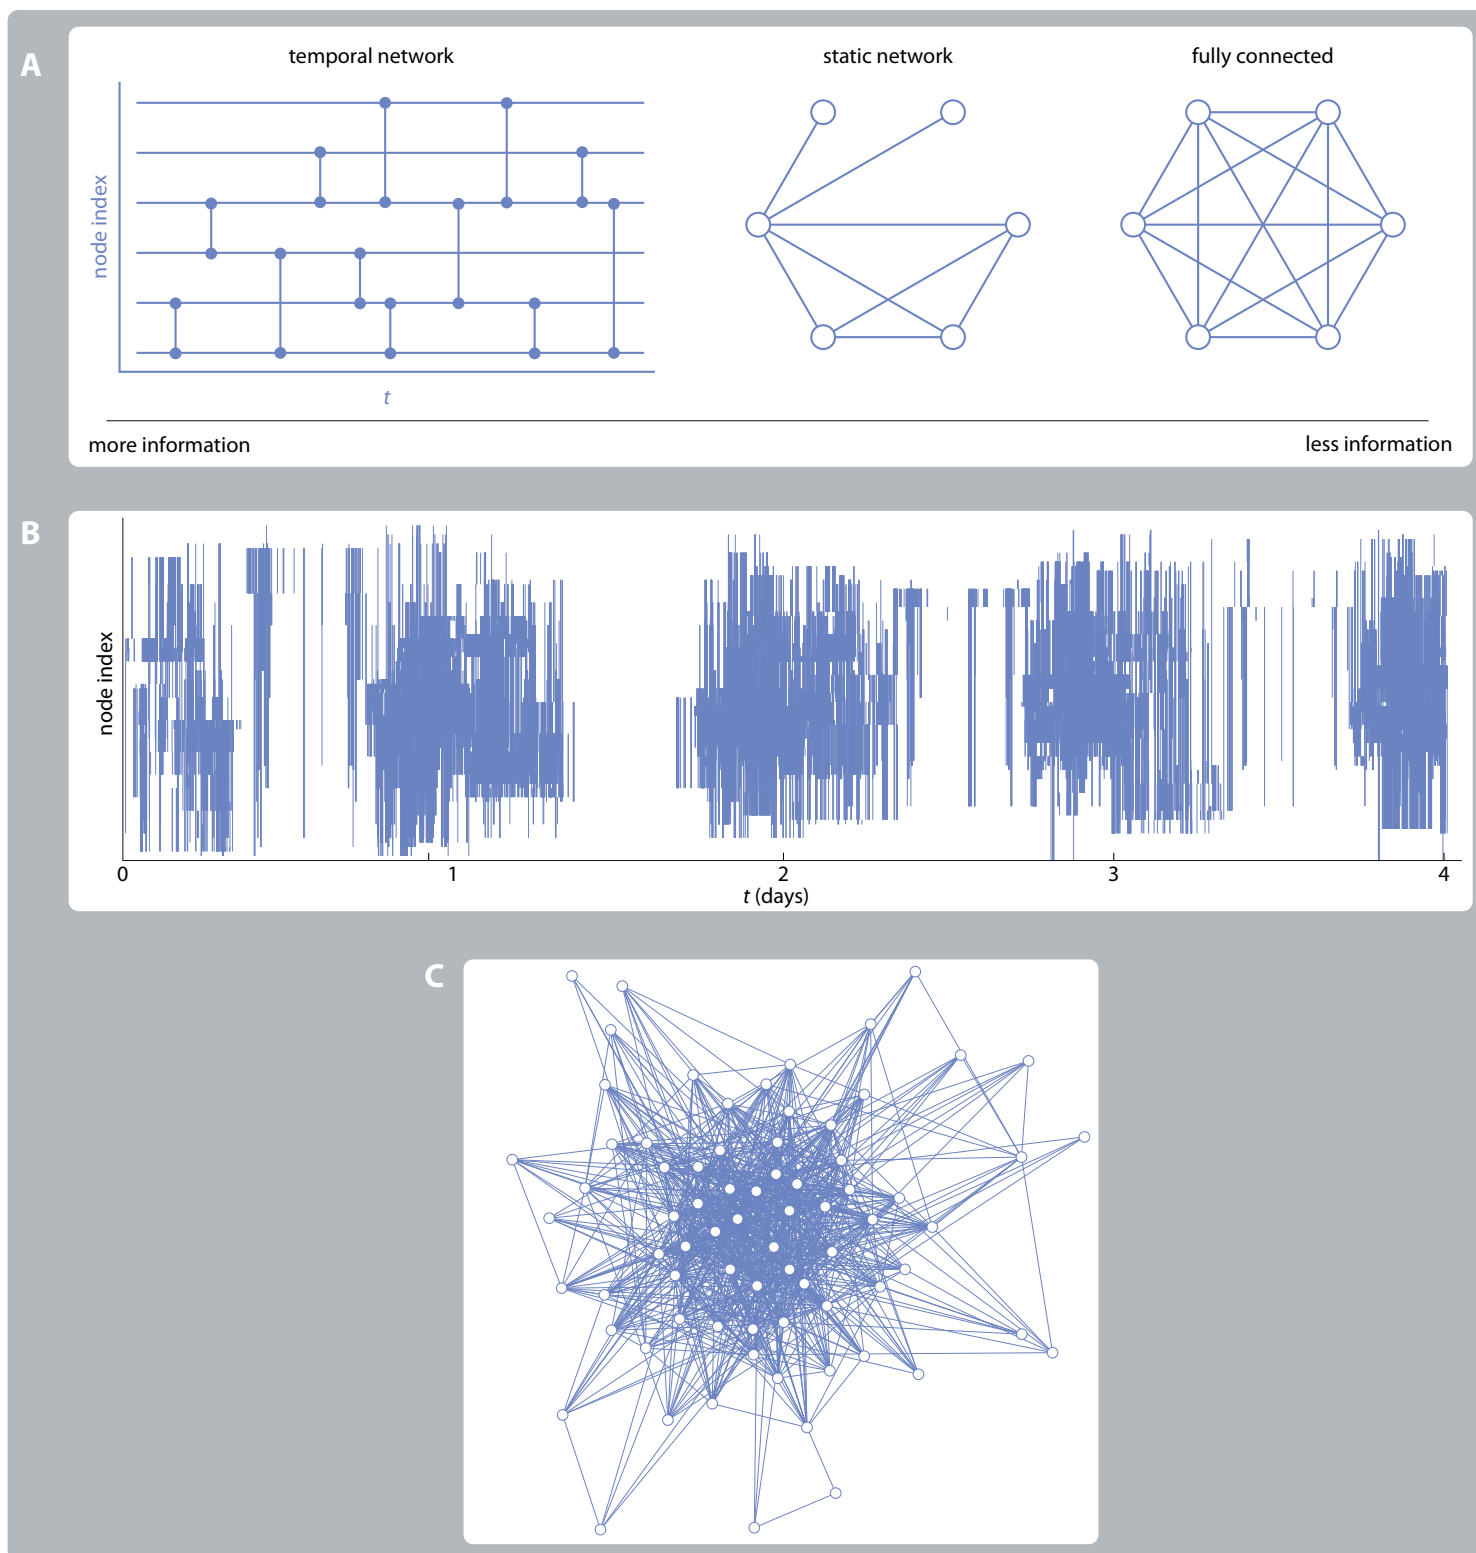 A
temporal network
static network
fully connected
node index
t
more information
less information
B
node index
0
1
2
3
4
t (days)
C